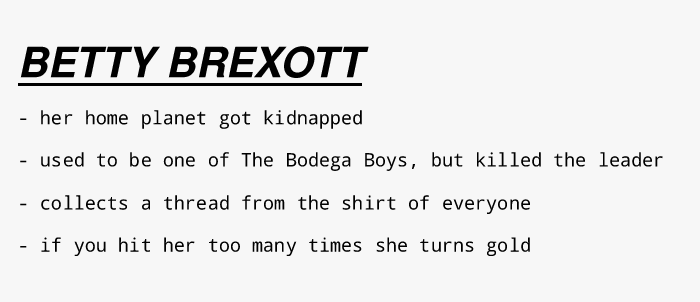 BETTY BREXOTT
- her home planet got kidnapped
- used to be one of The Bodega Boys, but killed the leader
- collects a thread from the shirt of everyone
- if you hit her too many times she turns gold